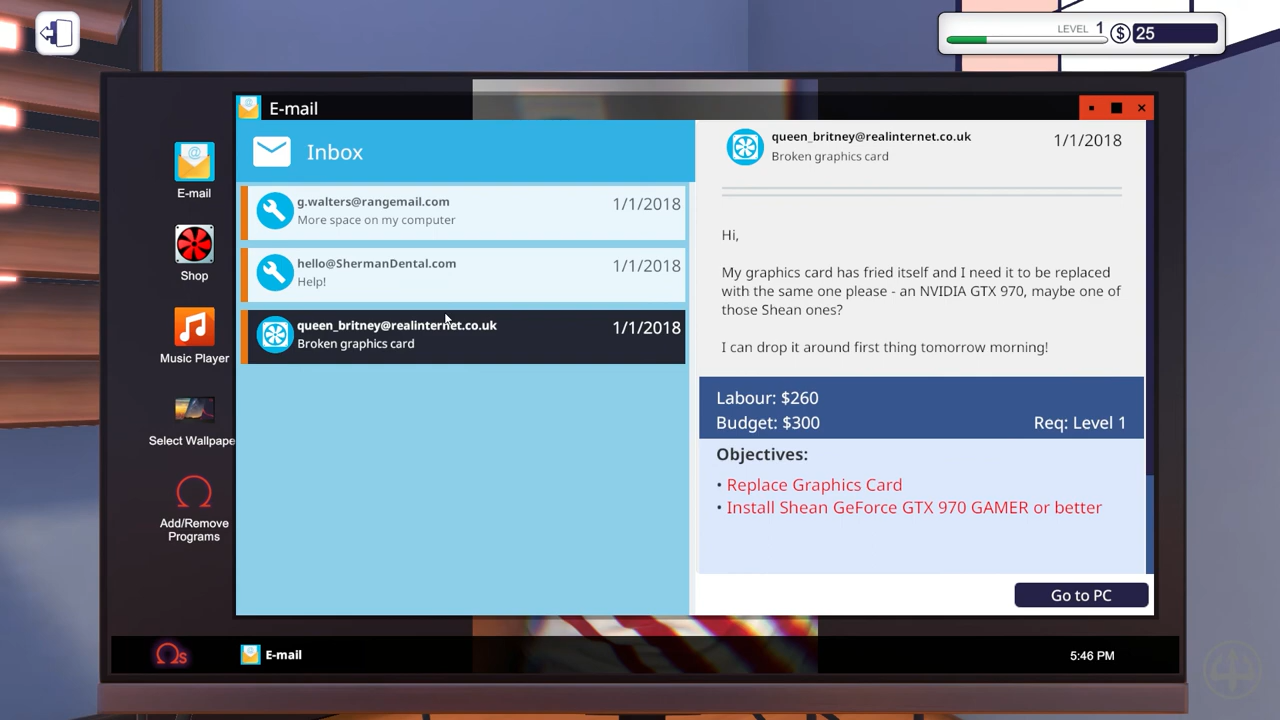 LEVEL 1
$ 25
E-mail
E-mail
Shop
Music Player
Select Wallpape
Add/Remove
Programs
Inbox
g.walters@rangemail.com
1/1/2018
More space on my computer
hello@ShermanDental.com
1/1/2018
Help!
queen_britney@realinternet.co.uk
1/1/2018
Broken graphics card
queen_britney@realinternet.co.uk
1/1/2018
Broken graphics card
Hi,
My graphics card has fried itself and I need it to be replaced
with the same one please - an NVIDIA GTX 970, maybe one of
those Shean ones?
I can drop it around first thing tomorrow morning!
Labour: $260
Budget: $300
Req: Level 1
Objectives:
• Replace Graphics Card
• Install Shean GeForce GTX 970 GAMER or better
Go to PC
Ωs
E-mail
5:46 PM